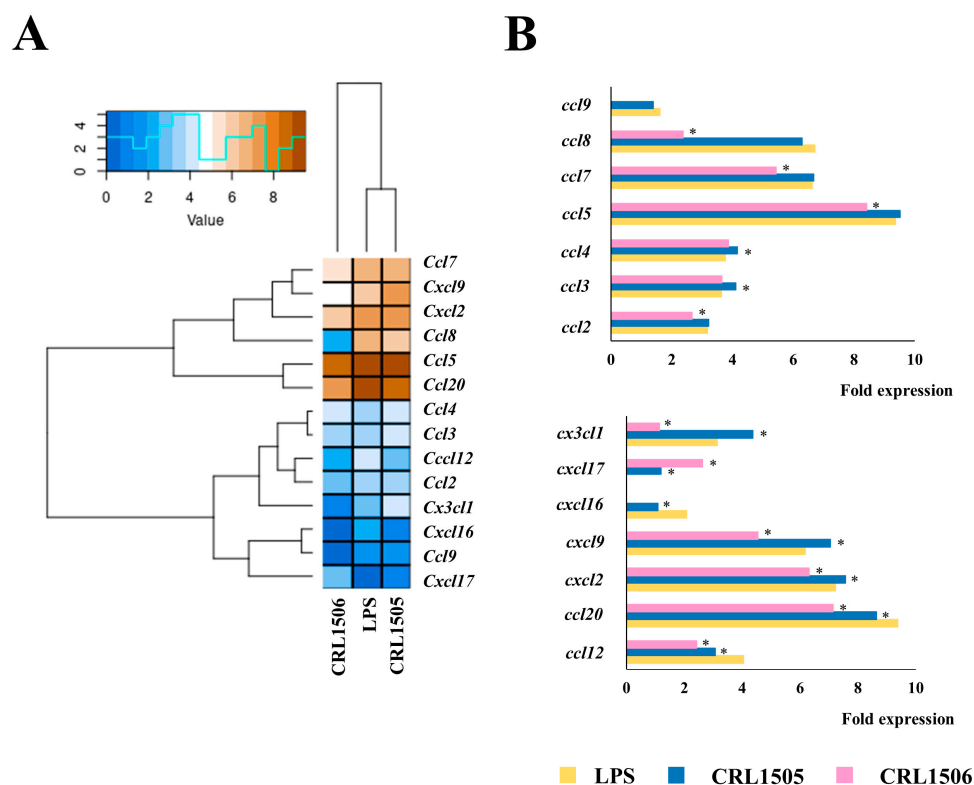 A
B
0 2 4
0 2 4 6 8
Value
Ccl7
Cxcl9
Cxcl2
Ccl8
Ccl5
Ccl20
Ccl4
Ccl3
Cccl12
Ccl2
Cx3cl1
Cxcl16
Ccl9
Cxcl17
CRL1506
LPS
CRL1505
ccl9
ccl8 *
ccl7 *
ccl5 *
ccl4 *
ccl3 *
ccl2 *
0 2 4 6 8 10
Fold expression
cx3cl1 * *
cxcl17 * *
cxcl16 *
cxcl9 * *
cxcl2 * *
ccl20 * *
ccl12 * *
0 2 4 6 8 10
Fold expression
LPS CRL1505 CRL1506